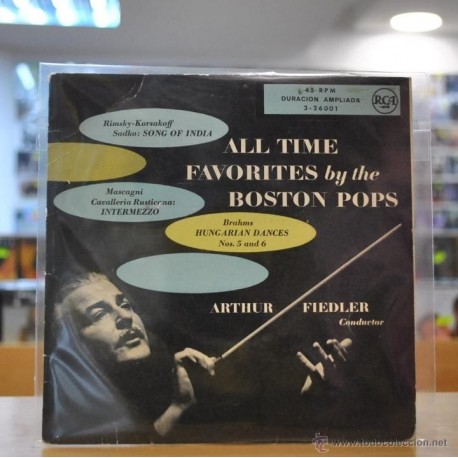 45 RPM
DURACION AMPLIADA
3-26001
RCA
Rimsky-Korsakoff
Sadko: SONG OF INDIA
ALL TIME
FAVORITES by the
BOSTON POPS
Mascagni
Cavalleria Rusticana:
INTERMEZZO
Brahms
HUNGARIAN DANCES
Nos. 5 and 6
ARTHUR FIEDLER
Conductor
todocoleccion.net